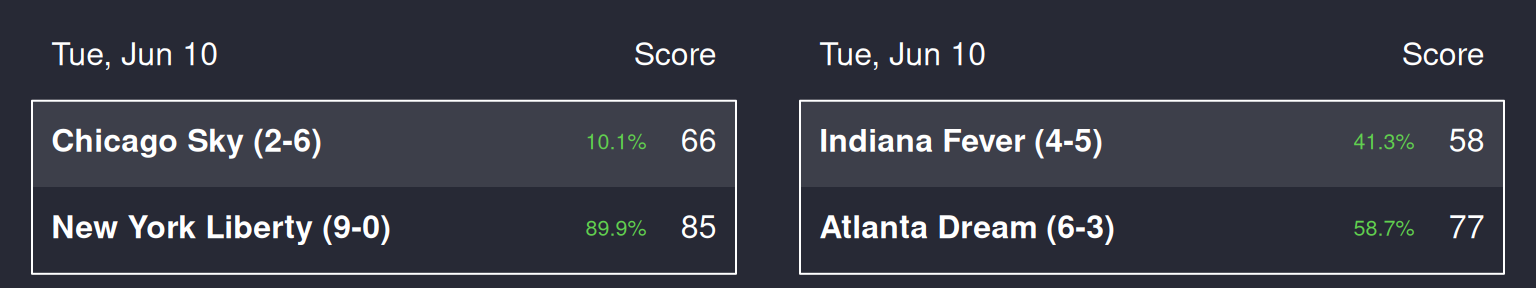 Tue, Jun 10 Score
Chicago Sky (2-6) 10.1% 66
New York Liberty (9-0) 89.9% 85
Tue, Jun 10 Score
Indiana Fever (4-5) 41.3% 58
Atlanta Dream (6-3) 58.7% 77